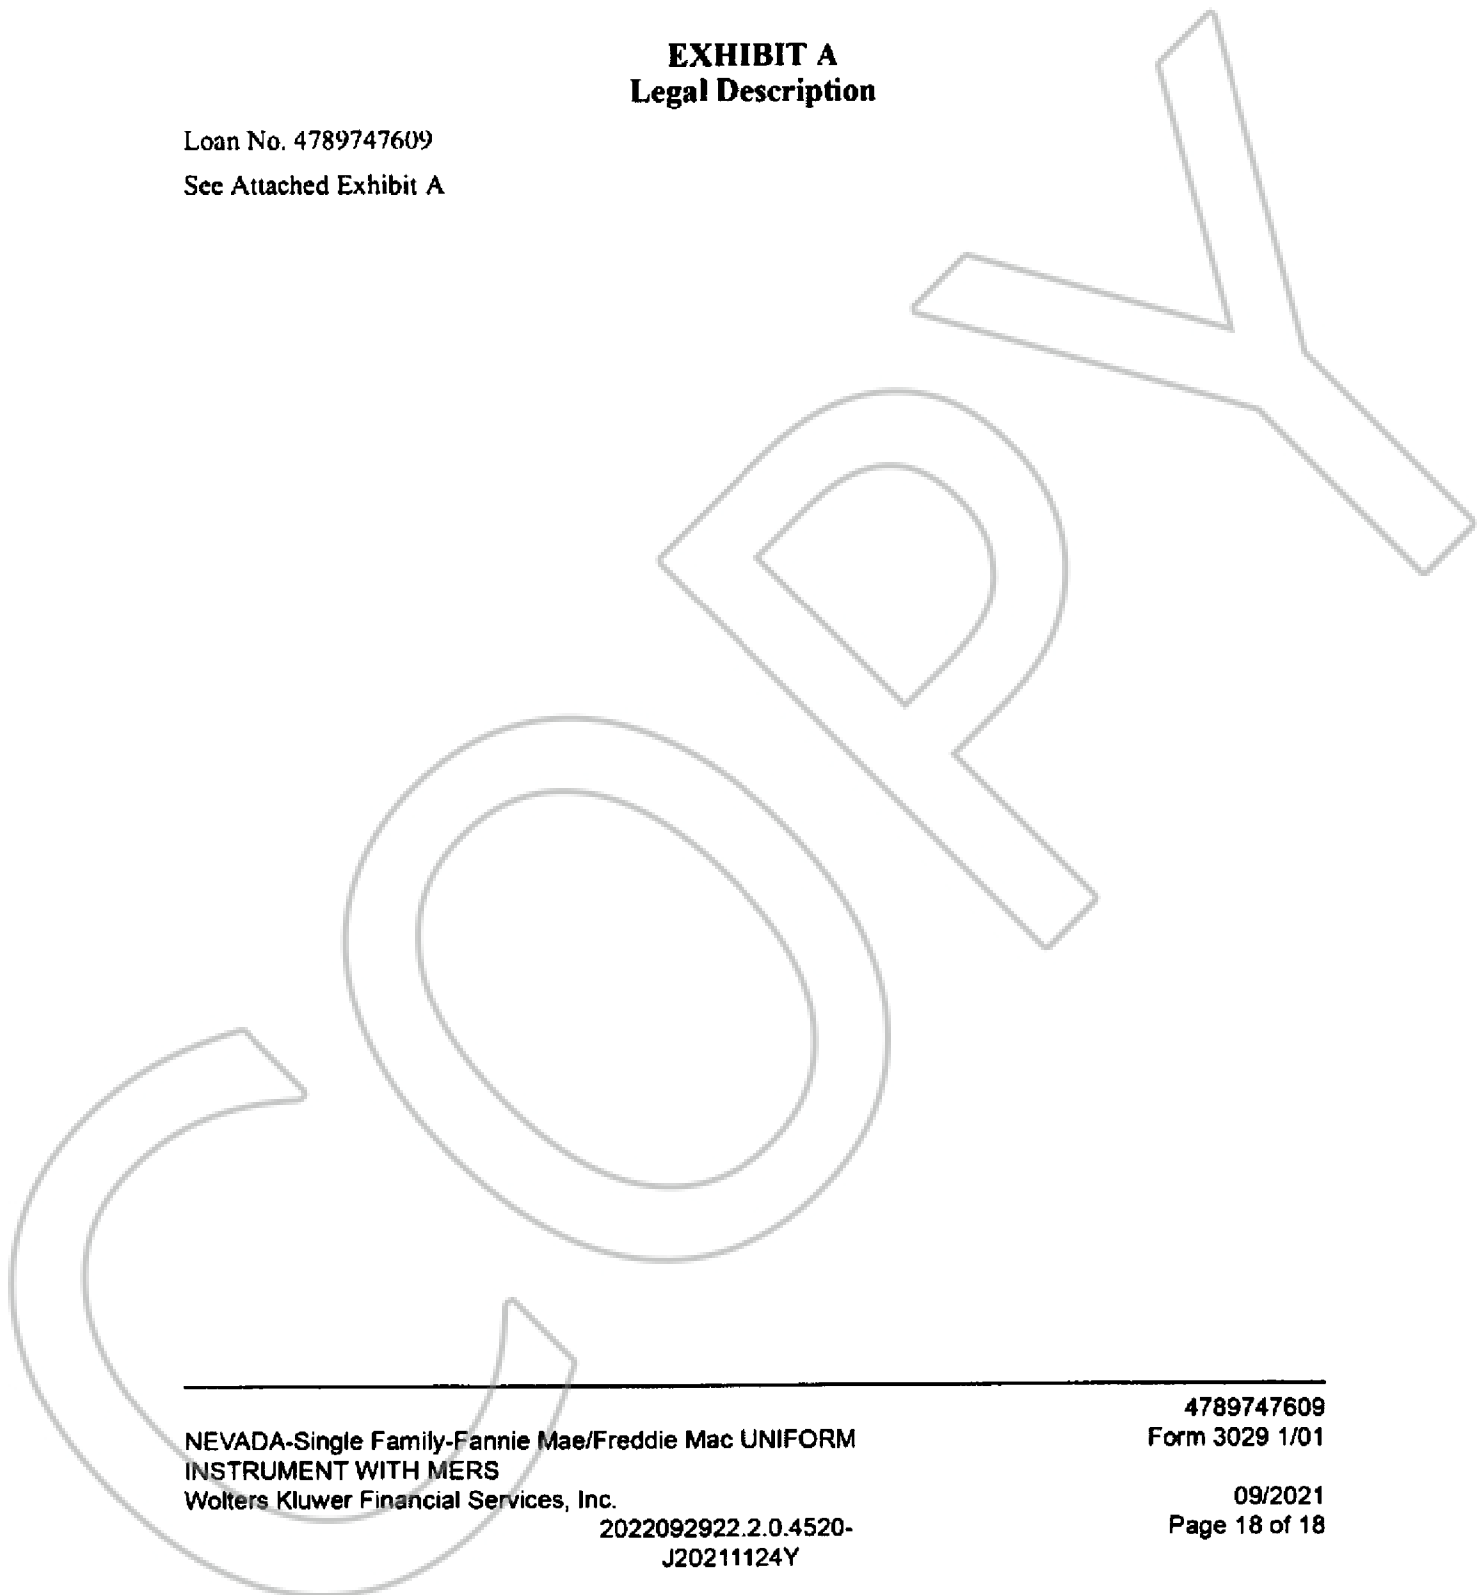 EXHIBIT A
Legal Description
Loan No. 4789747609
See Attached Exhibit A
COPY
4789747609
NEVADA-Single Family-Fannie Mae/Freddie Mac UNIFORM Form 3029 1/01
INSTRUMENT WITH MERS
Wolters Kluwer Financial Services, Inc. 09/2021
2022092922.2.0.4520- Page 18 of 18
J20211124Y